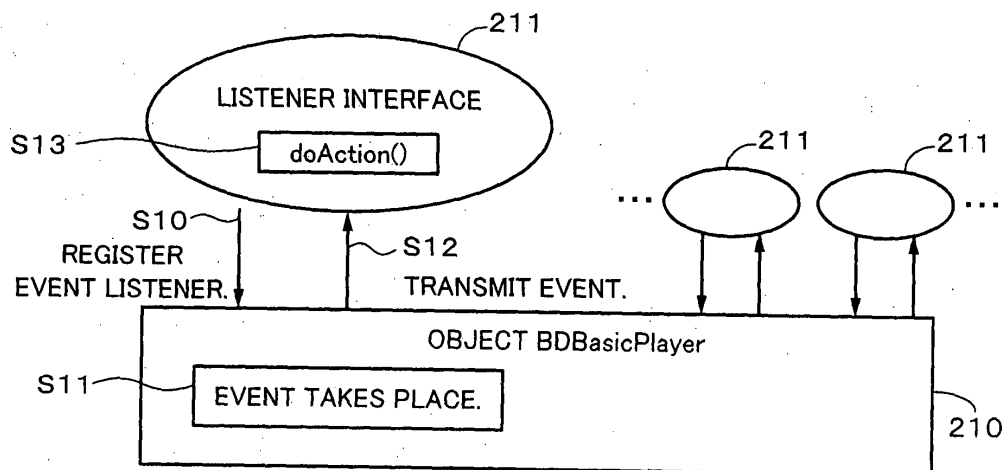 211
LISTENER INTERFACE
S13
doAction()
211
211
...
...
S10
S12
REGISTER
EVENT LISTENER.
TRANSMIT EVENT.
OBJECT BDBasicPlayer
S11
EVENT TAKES PLACE.
210